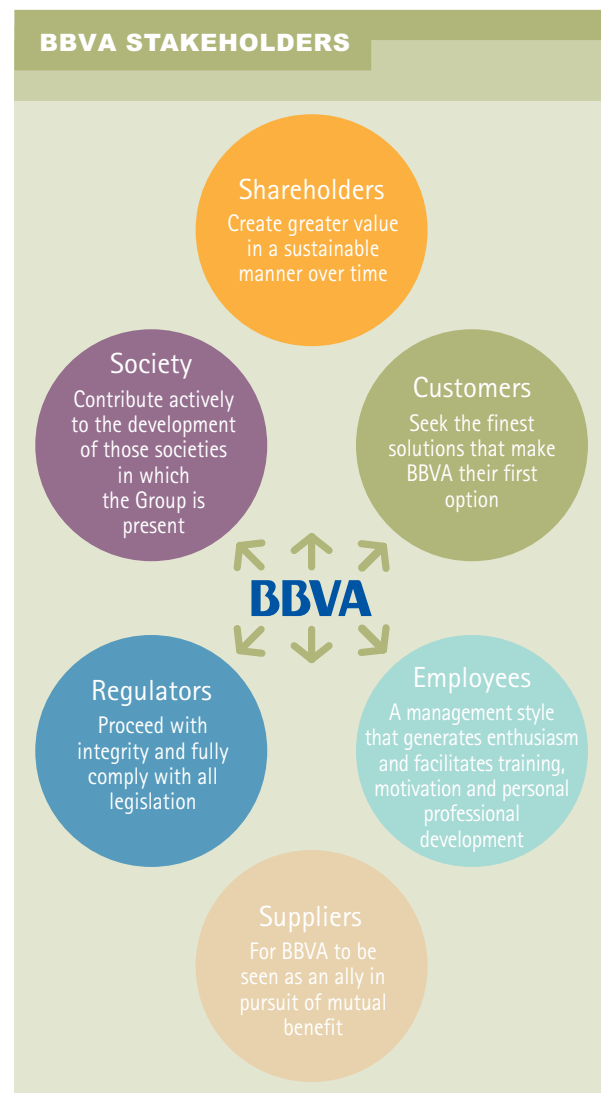 BBVA STAKEHOLDERS
Shareholders
Create greater value
in a sustainable
manner over time
Society
Contribute actively
to the development
of those societies
in which
the Group is
present
Customers
Seek the finest
solutions that make
BBVA their first
option
BBVA
Regulators
Proceed with
integrity and fully
comply with all
legislation
Employees
A management style
that generates enthusiasm
and facilitates training,
motivation and personal
professional
development
Suppliers
For BBVA to be
seen as an ally in
pursuit of mutual
benefit